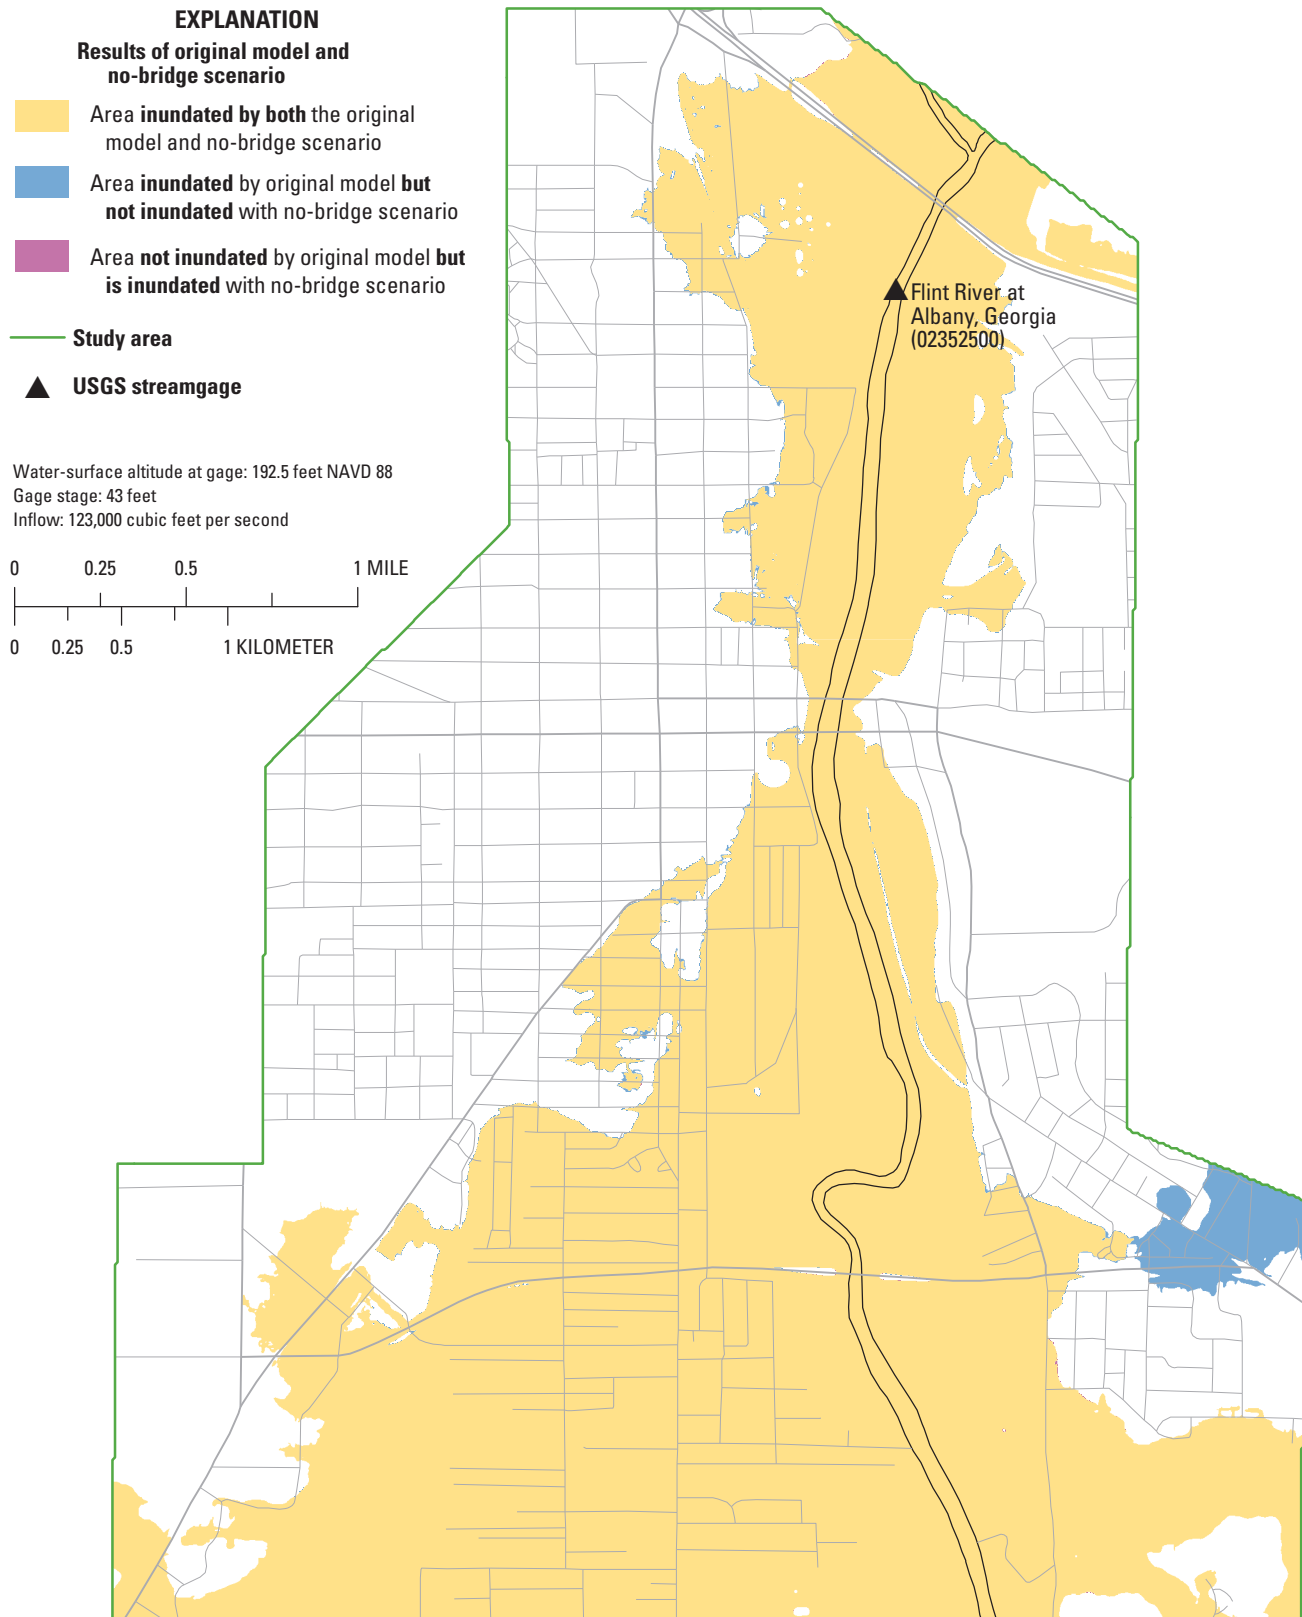 EXPLANATION
Results of original model and
no-bridge scenario
Area inundated by both the original
model and no-bridge scenario
Area inundated by original model but
not inundated with no-bridge scenario
Area not inundated by original model but
is inundated with no-bridge scenario
Study area
USGS streamgage
Water-surface altitude at gage: 192.5 feet NAVD 88
Gage stage: 43 feet
Inflow: 123,000 cubic feet per second
0 0.25 0.5 1 MILE
0 0.25 0.5 1 KILOMETER
Flint River at
Albany, Georgia
(02352500)